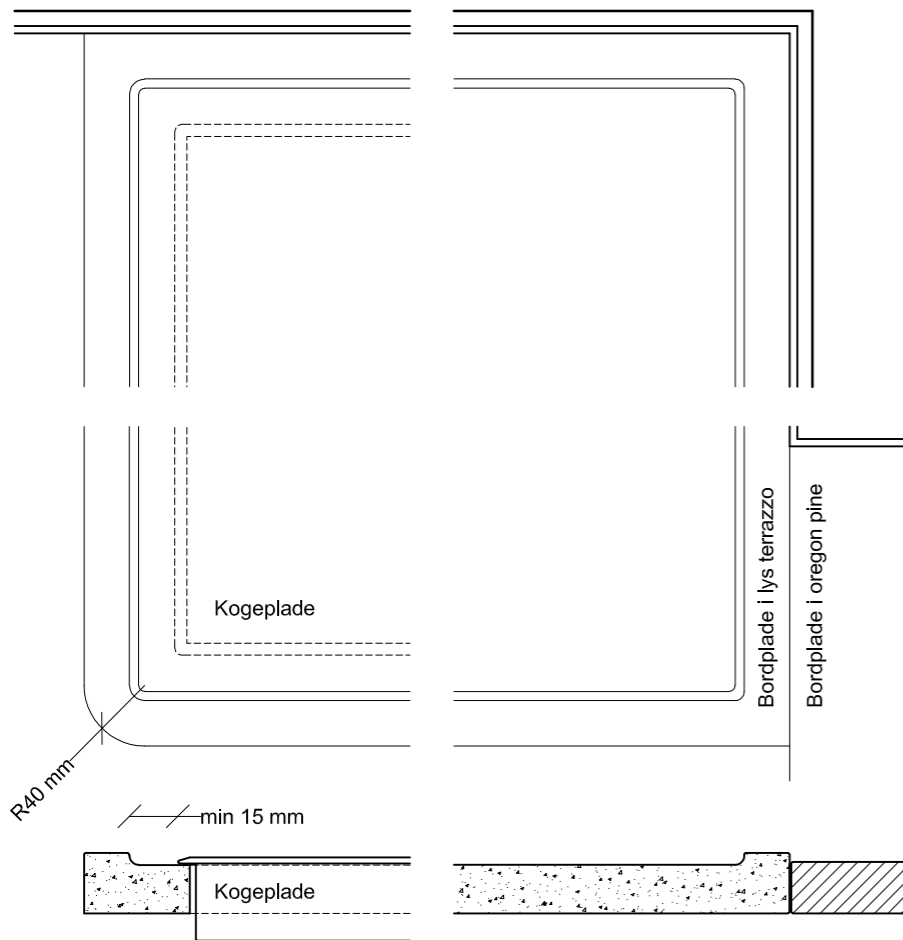 Kogeplade
Bordplade i lys terrazzo
Bordplade i oregon pine
R40 mm
min 15 mm
Kogeplade